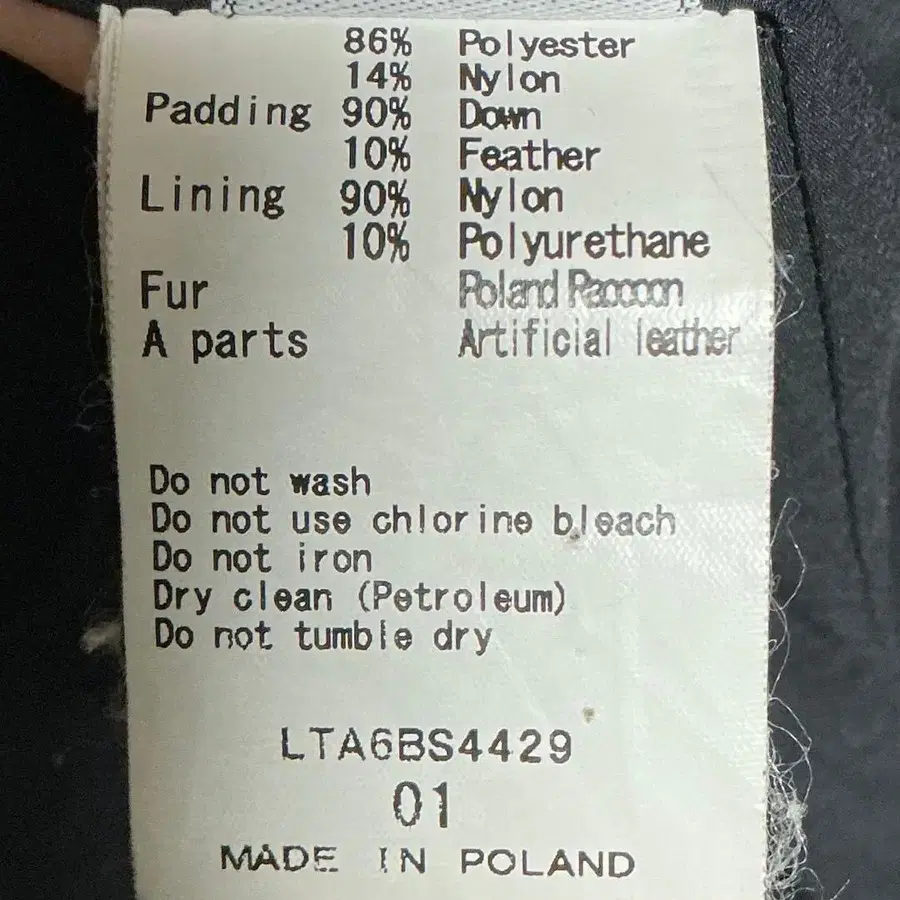 86% Polyester
14% Nylon
Padding 90% Down
10% Feather
Lining 90% Nylon
10% Polyurethane
Fur Poland Racoon
A parts Artificial leather
Do not wash
Do not use chlorine bleach
Do not iron
Dry clean (Petroleum)
Do not tumble dry
LTA6BS4429
01
MADE IN POLAND